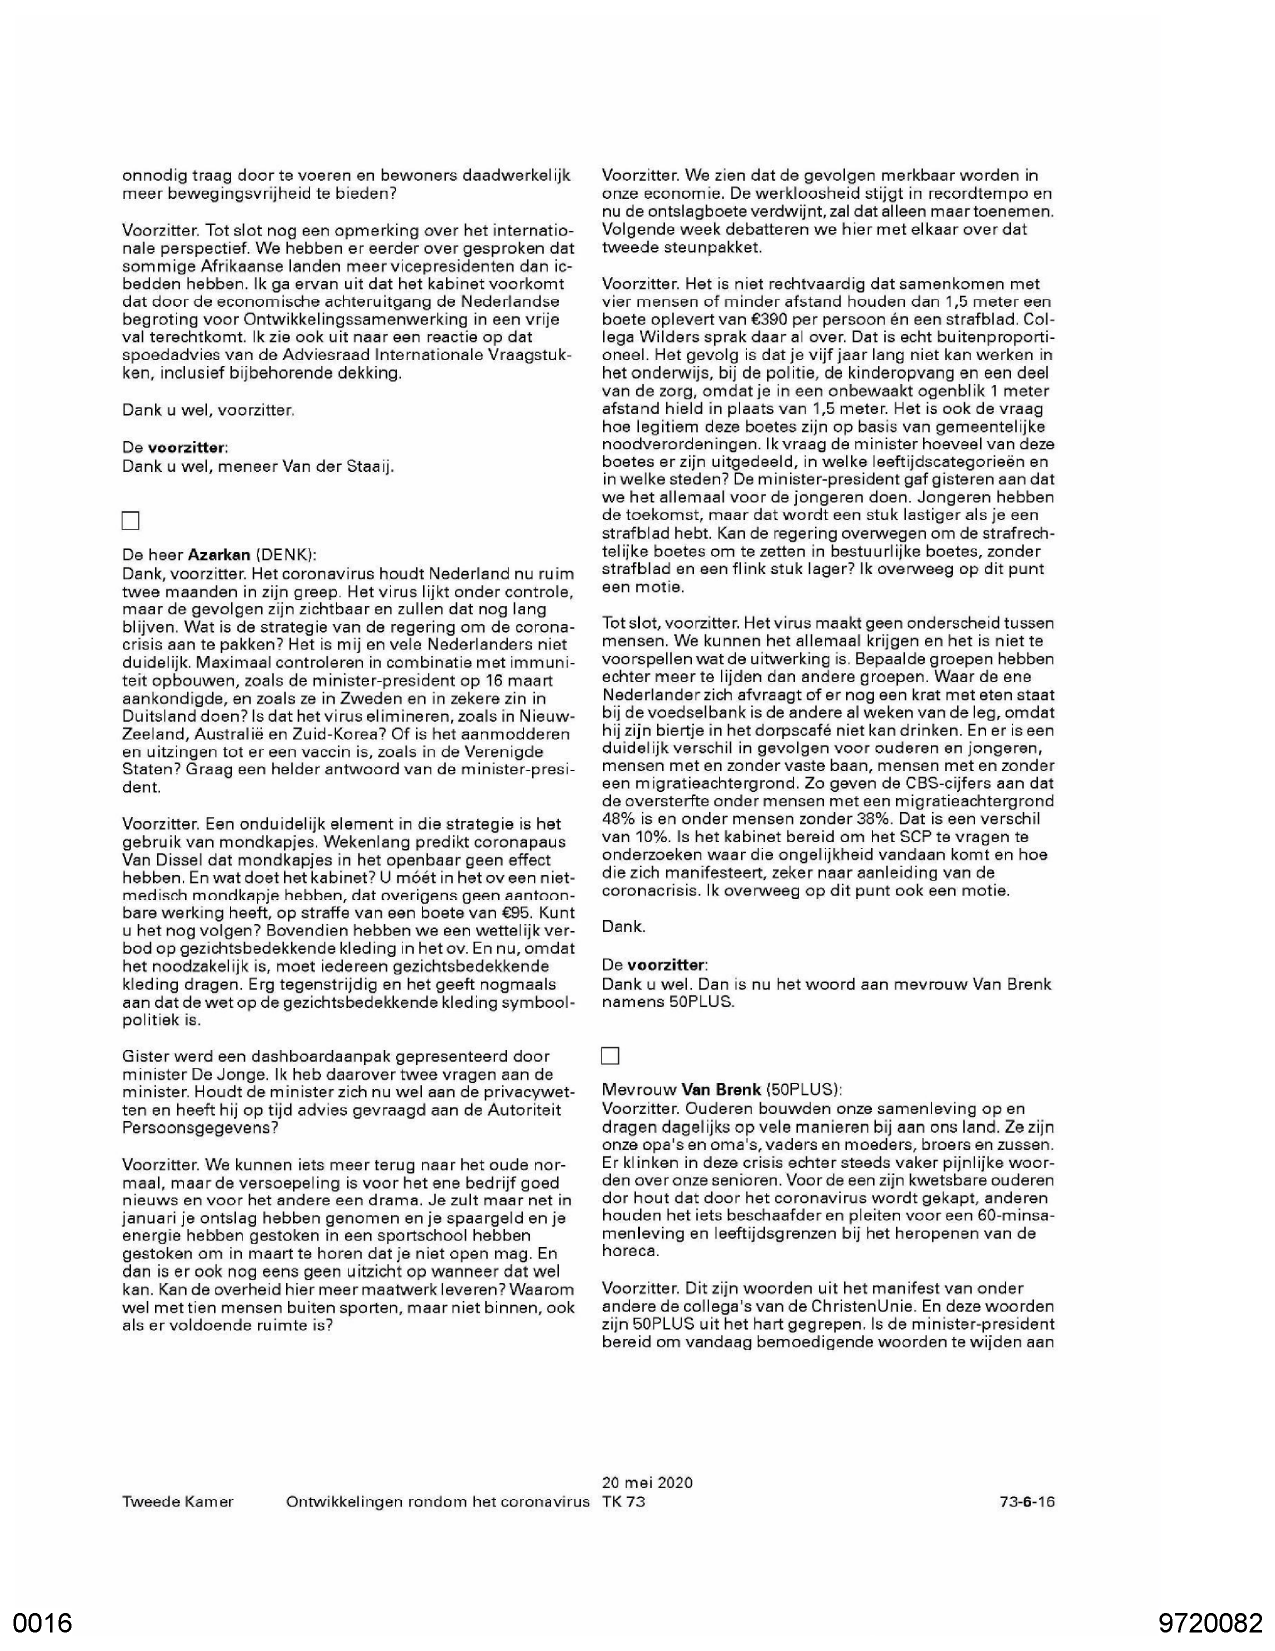 onnodig traag door te voeren en bewoners daadwerkelijk
meer bewegingsvrijheid te bieden?
Voorzitter. Tot slot nog een opmerking over het internatio-
nale perspectief. We hebben er eerder over gesproken dat
sommige Afrikaanse landen meer vicepresidenten dan ic-
bedden hebben. Ik ga ervan uit dat het kabinet voorkomt
dat door de economische achteruitgang de Nederlandse
begroting voor Ontwikkelingssamenwerking in een vrije
val terechtkomt. Ik zie ook uit naar een reactie op dat
spoedadvies van de Adviesraad Internationale Vraagstuk-
ken, inclusief bijbehorende dekking.
Dank u wel, voorzitter.
De voorzitter:
Dank u wel, meneer Van der Staaij.
De heer Azarkan (DENK):
Dank, voorzitter. Het coronavirus houdt Nederland nu ruim
twee maanden in zijn greep. Het virus lijkt onder controle,
maar de gevolgen zijn zichtbaar en zullen dat nog lang
blijven. Wat is de strategie van de regering om de corona-
crisis aan te pakken? Het is mij en vele Nederlanders niet
duidelijk. Maximaal controleren in combinatie met immuni-
teit opbouwen, zoals de minister-president op 16 maart
aankondigde, en zoals ze in Zweden en in zekere zin in
Duitsland doen? Is dat het virus elimineren, zoals in Nieuw-
Zeeland, Australië en Zuid-Korea? Of is het aanmodderen
en uitzingen tot er een vaccin is, zoals in de Verenigde
Staten? Graag een helder antwoord van de minister-presi-
dent.
Voorzitter. Een onduidelijk element in die strategie is het
gebruik van mondkapjes. Wekenlang predikt coronapaus
Van Dissel dat mondkapjes in het openbaar geen effect
hebben. En wat doet het kabinet? U móét in het ov een niet-
medisch mondkapje hebben, dat overigens geen aantoon-
bare werking heeft, op straffe van een boete van €95. Kunt
u het nog volgen? Bovendien hebben we een wettelijk ver-
bod op gezichtsbedekkende kleding in het ov. En nu, omdat
het noodzakelijk is, moet iedereen gezichtsbedekkende
kleding dragen. Erg tegenstrijdig en het geeft nogmaals
aan dat de wet op de gezichtsbedekkende kleding symbool-
politiek is.
Gister werd een dashboardaanpak gepresenteerd door
minister De Jonge. Ik heb daarover twee vragen aan de
minister. Houdt de minister zich nu wel aan de privacywet-
ten en heeft hij op tijd advies gevraagd aan de Autoriteit
Persoonsgegevens?
Voorzitter. We kunnen iets meer terug naar het oude nor-
maal, maar de versoepeling is voor het ene bedrijf goed
nieuws en voor het andere een drama. Je zult maar net in
januari je ontslag hebben genomen en je spaargeld en je
energie hebben gestoken in een sportschool hebben
gestoken om in maart te horen dat je niet open mag. En
dan is er ook nog eens geen uitzicht op wanneer dat wel
kan. Kan de overheid hier meer maatwerk leveren? Waarom
wel met tien mensen buiten sporten, maar niet binnen, ook
als er voldoende ruimte is?
Voorzitter. We zien dat de gevolgen merkbaar worden in
onze economie. De werkloosheid stijgt in recordtempo en
nu de ontslagboete verdwijnt, zal dat alleen maar toenemen.
Volgende week debatteren we hier met elkaar over dat
tweede steunpakket.
Voorzitter. Het is niet rechtvaardig dat samenkomen met
vier mensen of minder afstand houden dan 1,5 meter een
boete oplevert van €390 per persoon én een strafblad. Col-
lega Wilders sprak daar al over. Dat is echt buitenproporti-
oneel. Het gevolg is dat je vijf jaar lang niet kan werken in
het onderwijs, bij de politie, de kinderopvang en een deel
van de zorg, omdat je in een onbewaakt ogenblik 1 meter
afstand hield in plaats van 1,5 meter. Het is ook de vraag
hoe legitiem deze boetes zijn op basis van gemeentelijke
noodverordeningen. Ik vraag de minister hoeveel van deze
boetes er zijn uitgedeeld, in welke leeftijdscategorieën en
in welke steden? De minister-president gaf gisteren aan dat
we het allemaal voor de jongeren doen. Jongeren hebben
de toekomst, maar dat wordt een stuk lastiger als je een
strafblad hebt. Kan de regering overwegen om de strafrech-
telijke boetes om te zetten in bestuurlijke boetes, zonder
strafblad en een flink stuk lager? Ik overweeg op dit punt
een motie.
Tot slot, voorzitter. Het virus maakt geen onderscheid tussen
mensen. We kunnen het allemaal krijgen en het is niet te
voorspellen wat de uitwerking is. Bepaalde groepen hebben
echter meer te lijden dan andere groepen. Waar de ene
Nederlander zich afvraagt of er nog een krat met eten staat
bij de voedselbank is de andere al weken van de leg, omdat
hij zijn biertje in het dorpscafé niet kan drinken. En er is een
duidelijk verschil in gevolgen voor ouderen en jongeren,
mensen met en zonder vaste baan, mensen met en zonder
een migratieachtergrond. Zo geven de CBS-cijfers aan dat
de oversterfte onder mensen met een migratieachtergrond
48% is en onder mensen zonder 38%. Dat is een verschil
van 10%. Is het kabinet bereid om het SCP te vragen te
onderzoeken waar die ongelijkheid vandaan komt en hoe
die zich manifesteert, zeker naar aanleiding van de
coronacrisis. Ik overweeg op dit punt ook een motie.
Dank.
De voorzitter:
Dank u wel. Dan is nu het woord aan mevrouw Van Brenk
namens 50PLUS.
Mevrouw Van Brenk (50PLUS):
Voorzitter. Ouderen bouwden onze samenleving op en
dragen dagelijks op vele manieren bij aan ons land. Ze zijn
onze opa's en oma's, vaders en moeders, broers en zussen.
Er klinken in deze crisis echter steeds vaker pijnlijke woor-
den over onze senioren. Voor de een zijn kwetsbare ouderen
dor hout dat door het coronavirus wordt gekapt, anderen
houden het iets beschaafder en pleiten voor een 60-minsa-
menleving en leeftijdsgrenzen bij het heropenen van de
horeca.
Voorzitter. Dit zijn woorden uit het manifest van onder
andere de collega's van de ChristenUnie. En deze woorden
zijn 50PLUS uit het hart gegrepen. Is de minister-president
bereid om vandaag bemoedigende woorden te wijden aan
20 mei 2020
Tweede Kamer Ontwikkelingen rondom het coronavirus TK 73 73-6-16
0016 9720082